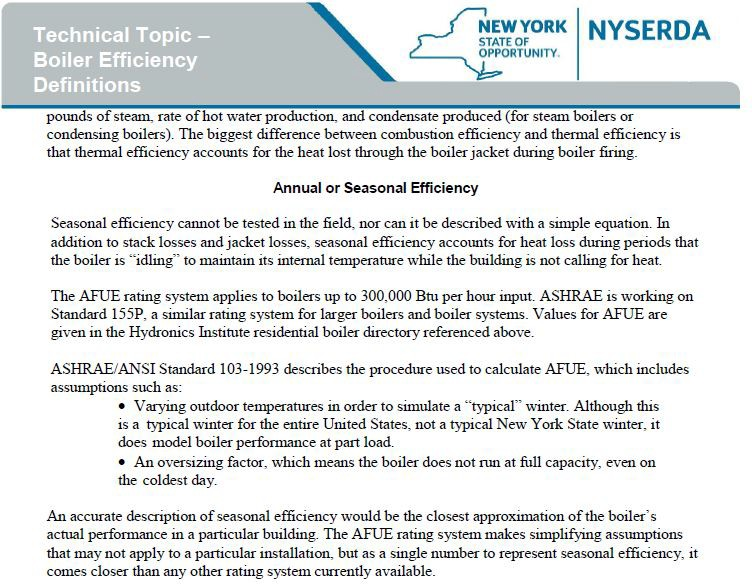 Technical Topic –
Boiler Efficiency
Definitions
NEW YORK
STATE OF
OPPORTUNITY.
NYSERDA
pounds of steam, rate of hot water production, and condensate produced (for steam boilers or
condensing boilers). The biggest difference between combustion efficiency and thermal efficiency is
that thermal efficiency accounts for the heat lost through the boiler jacket during boiler firing.
Annual or Seasonal Efficiency
Seasonal efficiency cannot be tested in the field, nor can it be described with a simple equation. In
addition to stack losses and jacket losses, seasonal efficiency accounts for heat loss during periods that
the boiler is “idling” to maintain its internal temperature while the building is not calling for heat.
The AFUE rating system applies to boilers up to 300,000 Btu per hour input. ASHRAE is working on
Standard 155P, a similar rating system for larger boilers and boiler systems. Values for AFUE are
given in the Hydronics Institute residential boiler directory referenced above.
ASHRAE/ANSI Standard 103-1993 describes the procedure used to calculate AFUE, which includes
assumptions such as:
• Varying outdoor temperatures in order to simulate a “typical” winter. Although this
is a typical winter for the entire United States, not a typical New York State winter, it
does model boiler performance at part load.
• An oversizing factor, which means the boiler does not run at full capacity, even on
the coldest day.
An accurate description of seasonal efficiency would be the closest approximation of the boiler’s
actual performance in a particular building. The AFUE rating system makes simplifying assumptions
that may not apply to a particular installation, but as a single number to represent seasonal efficiency, it
comes closer than any other rating system currently available.